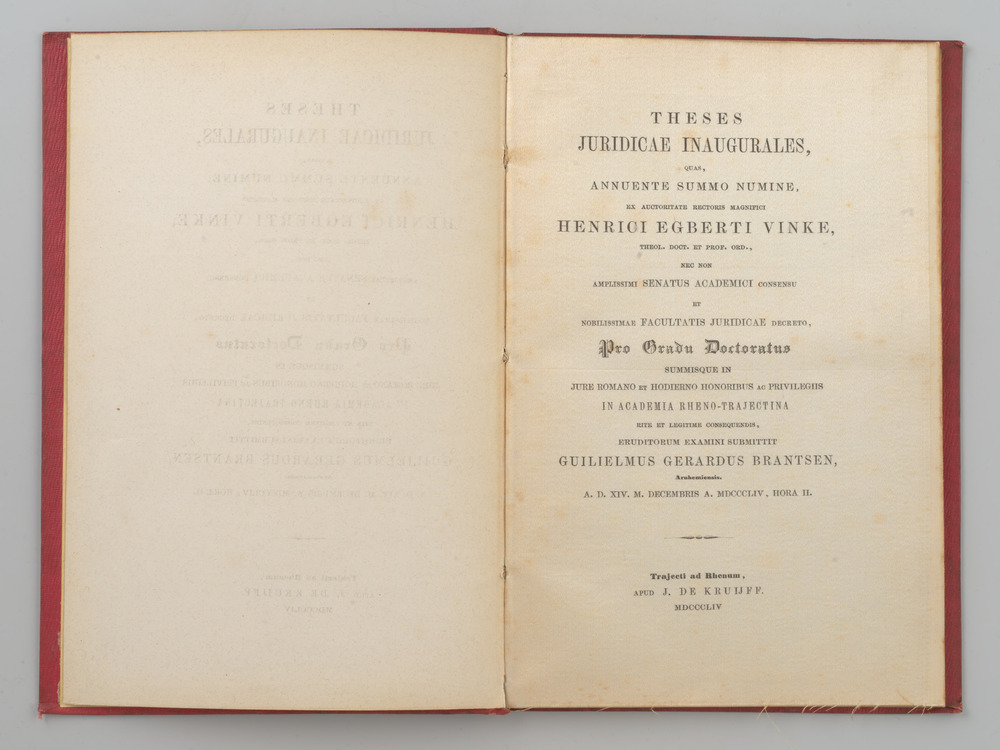 THESES
JURIDICAE INAUGURALES,
QUAS,
ANNUENTE SUMMO NUMINE,
EX AUCTORITATE RECTORIS MAGNIFICI
HENRICI EGBERTI VINKE,
THEOL. DOCT. ET PROF. ORD.,
NEC NON
AMPLISSIMI SENATUS ACADEMICI CONSENSU
ET
NOBILISSIMAE FACULTATIS JURIDICAE DECRETO,
Pro Gradu Doctoratus
SUMMISQUE IN
JURE ROMANO ET HODIERNO HONORIBUS AC PRIVILEGIIS
IN ACADEMIA RHENO-TRAJECTINA
RITE ET LEGITIME CONSEQUENDIS,
ERUDITORUM EXAMINI SUBMITTIT
GUILIELMUS GERARDUS BRANTSEN,
Arnhemiensis.
A. D. XIV. M. DECEMBRIS A. MDCCCLIV, HORA II.
Trajecti ad Rhenum,
APUD J. DE KRUIJFF.
MDCCCLIV